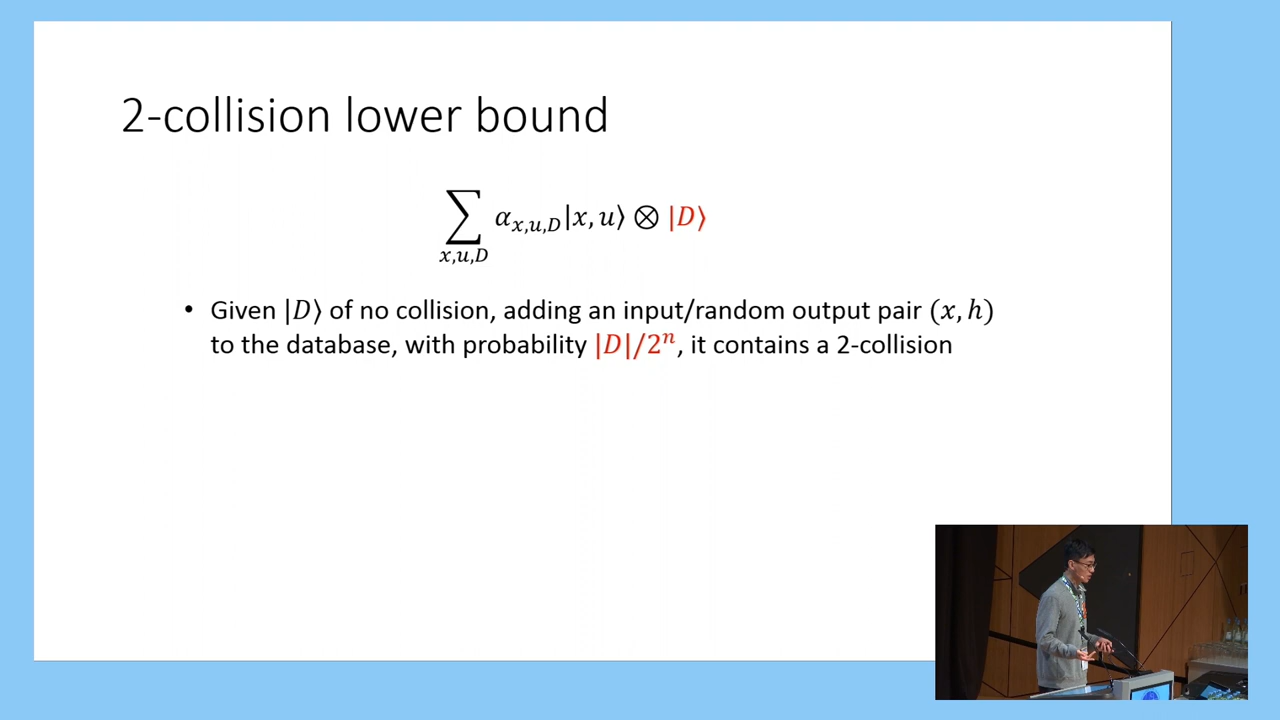 2-collision lower bound
∑ α_{x,u,D} |x, u⟩ ⊗ |D⟩
x,u,D
• Given |D⟩ of no collision, adding an input/random output pair (x, h)
to the database, with probability |D|/2ⁿ, it contains a 2-collision